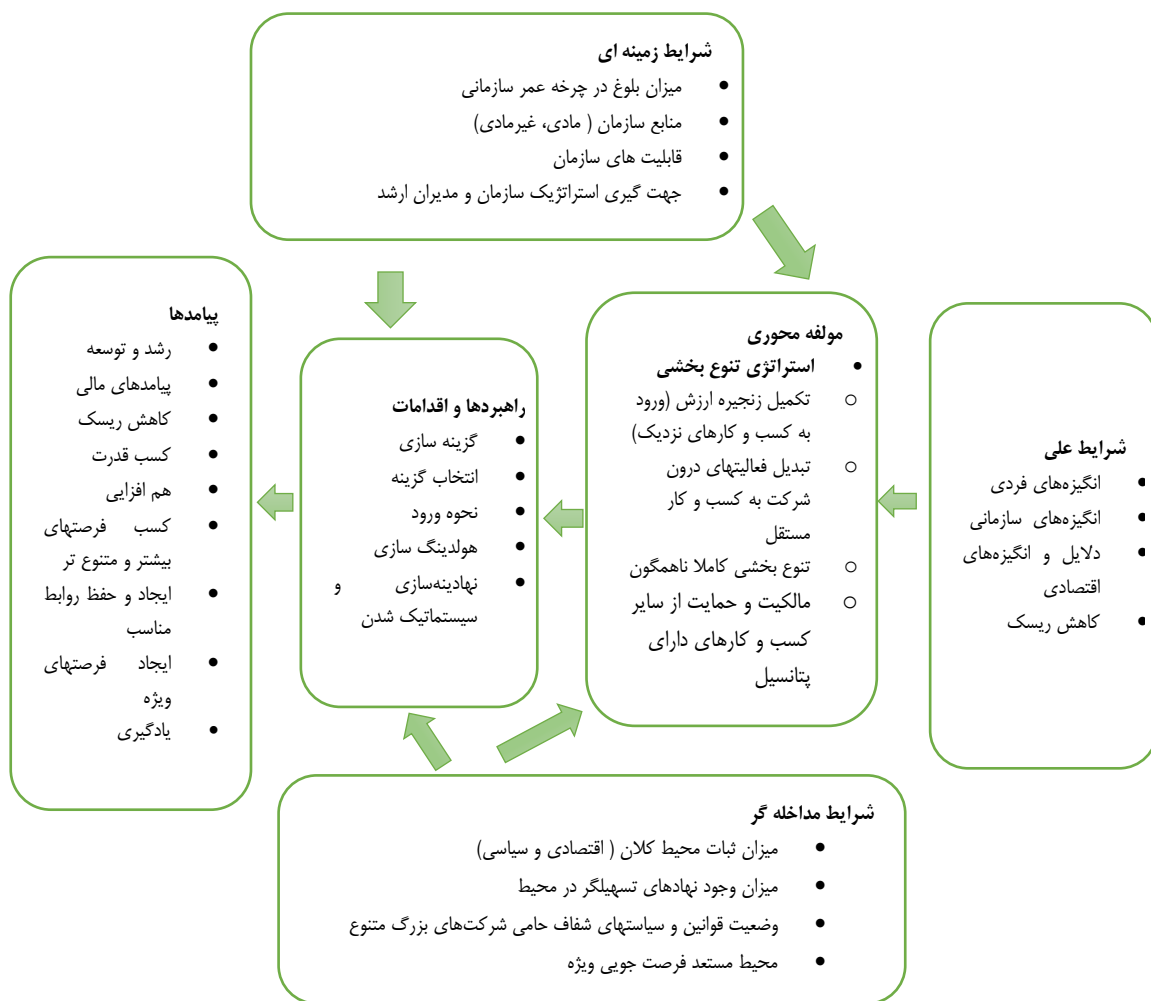 شرایط زمینه ای
• میزان بلوغ در چرخه عمر سازمانی
• منابع سازمان ( مادی، غیرمادی)
• قابلیت های سازمان
• جهت گیری استراتژیک سازمان و مدیران ارشد
شرایط علی
• انگیزه‌های فردی
• انگیزه‌های سازمانی
• دلایل و انگیزه‌های
اقتصادی
• کاهش ریسک
مولفه محوری
• استراتژی تنوع بخشی
○ تکمیل زنجیره ارزش (ورود
به کسب و کارهای نزدیک)
○ تبدیل فعالیتهای درون
شرکت به کسب و کار
مستقل
○ تنوع بخشی کاملا ناهمگون
○ مالکیت و حمایت از سایر
کسب و کارهای دارای
پتانسیل
راهبردها و اقدامات
• گزینه سازی
• انتخاب گزینه
• نحوه ورود
• هولدینگ سازی
• نهادینه‌سازی و
سیستماتیک شدن
پیامدها
• رشد و توسعه
• پیامدهای مالی
• کاهش ریسک
• کسب قدرت
• هم افزایی
• کسب فرصتهای
بیشتر و متنوع تر
• ایجاد و حفظ روابط
مناسب
• ایجاد فرصتهای
ویژه
• یادگیری
شرایط مداخله گر
• میزان ثبات محیط کلان ( اقتصادی و سیاسی)
• میزان وجود نهادهای تسهیلگر در محیط
• وضعیت قوانین و سیاستهای شفاف حامی شرکت‌های بزرگ متنوع
• محیط مستعد فرصت جویی ویژه